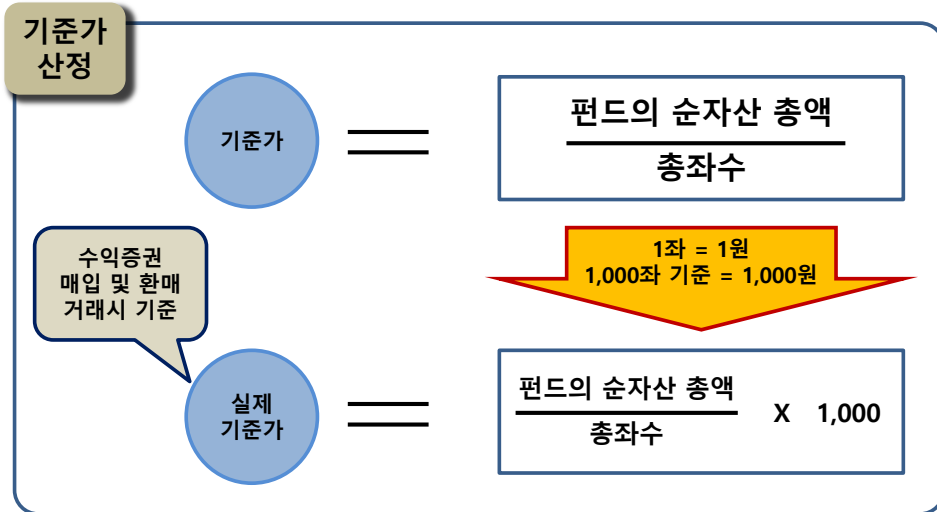 기준가
산정
기준가
펀드의 순자산 총액
총좌수
1좌 = 1원
1,000좌 기준 = 1,000원
수익증권
매입 및 환매
거래시 기준
실제
기준가
펀드의 순자산 총액
총좌수
X 1,000